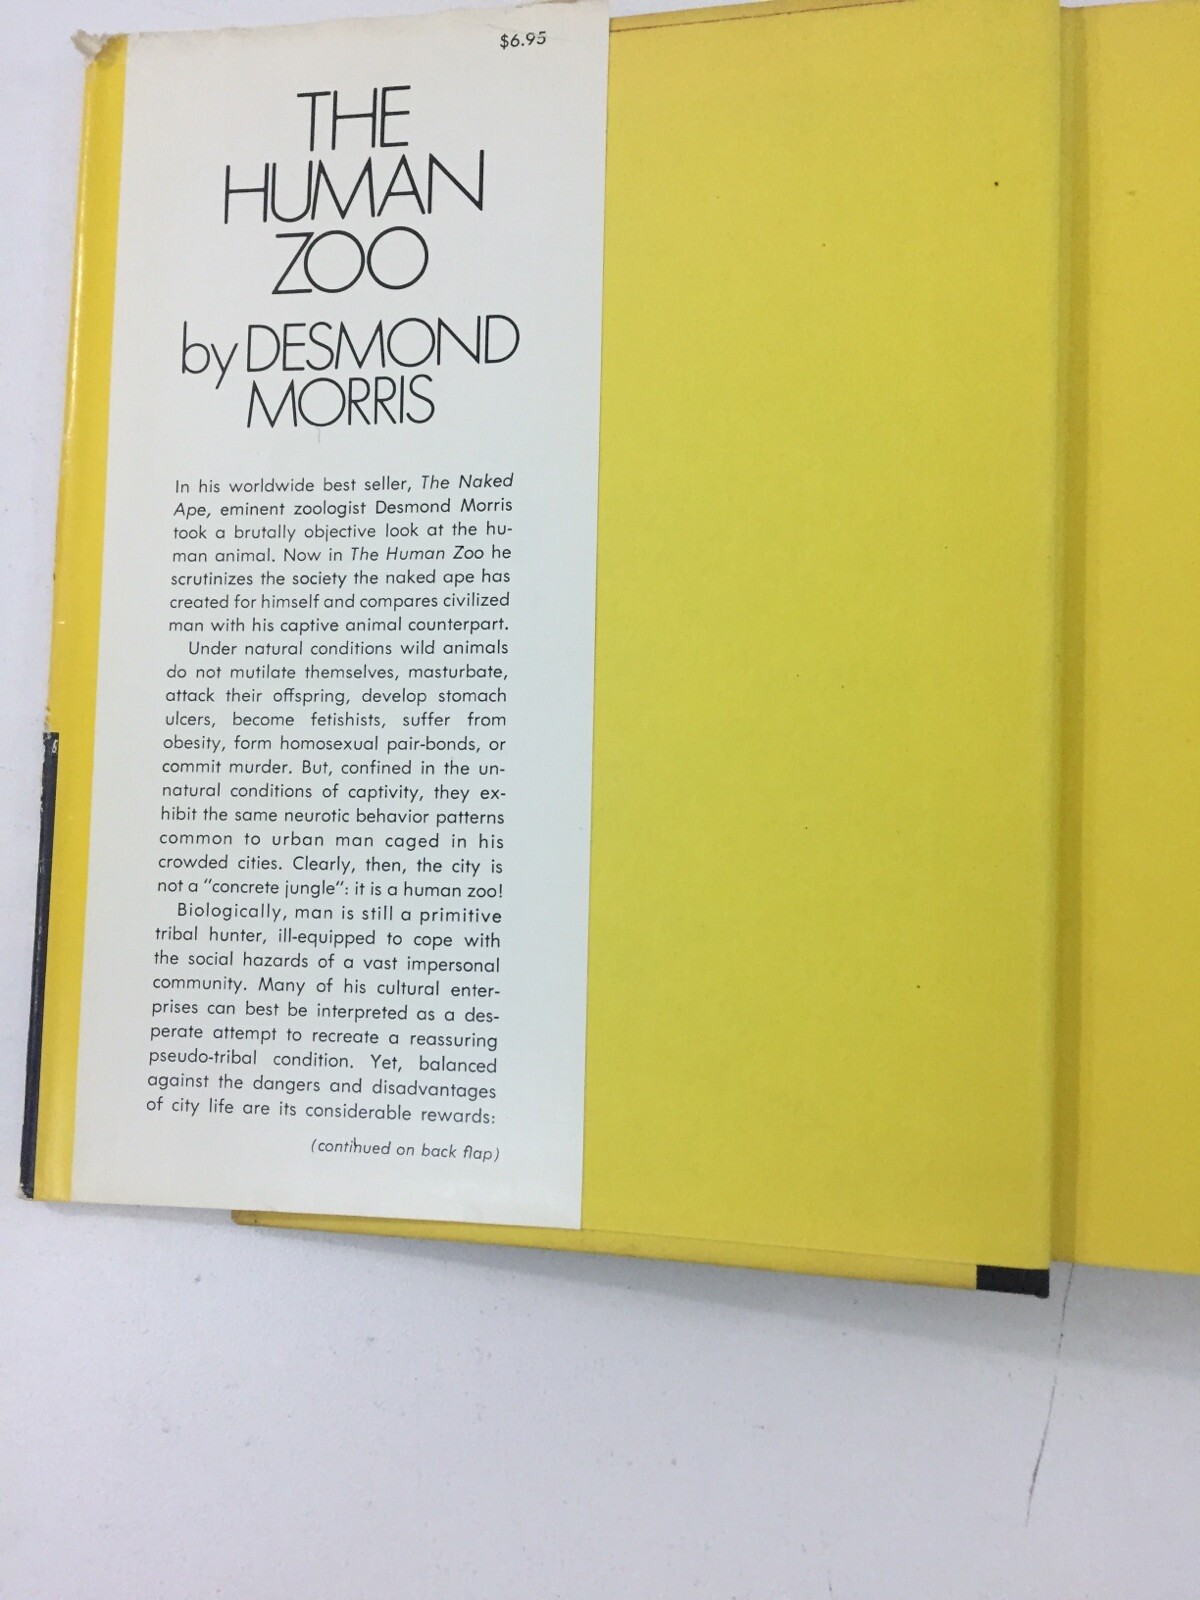 $6.95
THE
HUMAN
ZOO
by DESMOND
MORRIS
In his worldwide best seller, The Naked
Ape, eminent zoologist Desmond Morris
took a brutally objective look at the hu-
man animal. Now in The Human Zoo he
scrutinizes the society the naked ape has
created for himself and compares civilized
man with his captive animal counterpart.
Under natural conditions wild animals
do not mutilate themselves, masturbate,
attack their offspring, develop stomach
ulcers, become fetishists, suffer from
obesity, form homosexual pair-bonds, or
commit murder. But, confined in the un-
natural conditions of captivity, they ex-
hibit the same neurotic behavior patterns
common to urban man caged in his
crowded cities. Clearly, then, the city is
not a "concrete jungle": it is a human zoo!
Biologically, man is still a primitive
tribal hunter, ill-equipped to cope with
the social hazards of a vast impersonal
community. Many of his cultural enter-
prises can best be interpreted as a des-
perate attempt to recreate a reassuring
pseudo-tribal condition. Yet, balanced
against the dangers and disadvantages
of city life are its considerable rewards:
(continued on back flap)